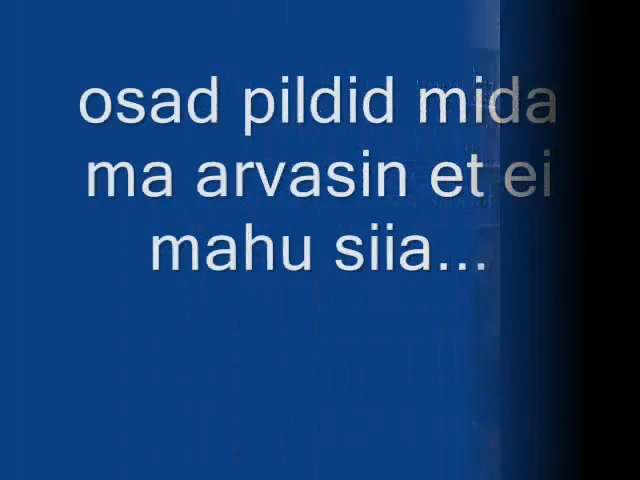 osad pildid mida
ma arvasin et ei
mahu siia...